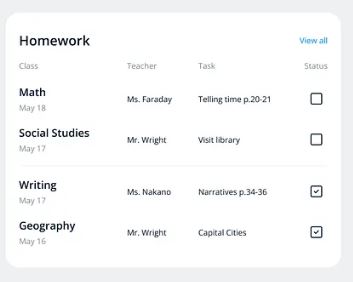 Homework View all
Class Teacher Task Status
Math
May 18
Ms. Faraday Telling time p.20-21
Social Studies
May 17
Mr. Wright Visit library
Writing
May 17
Ms. Nakano Narratives p.34-36
Geography
May 16
Mr. Wright Capital Cities